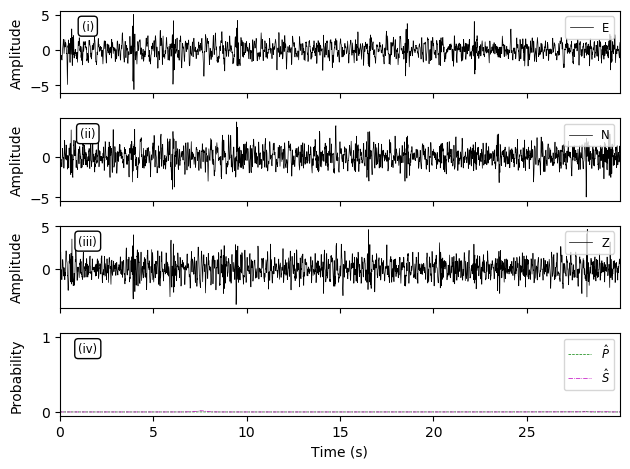 5
(i)
E
Amplitude
0
−5
(ii)
N
Amplitude
0
−5
5
(iii)
Z
Amplitude
0
1
(iv)
P̂
Ŝ
Probability
0
0 5 10 15 20 25
Time (s)